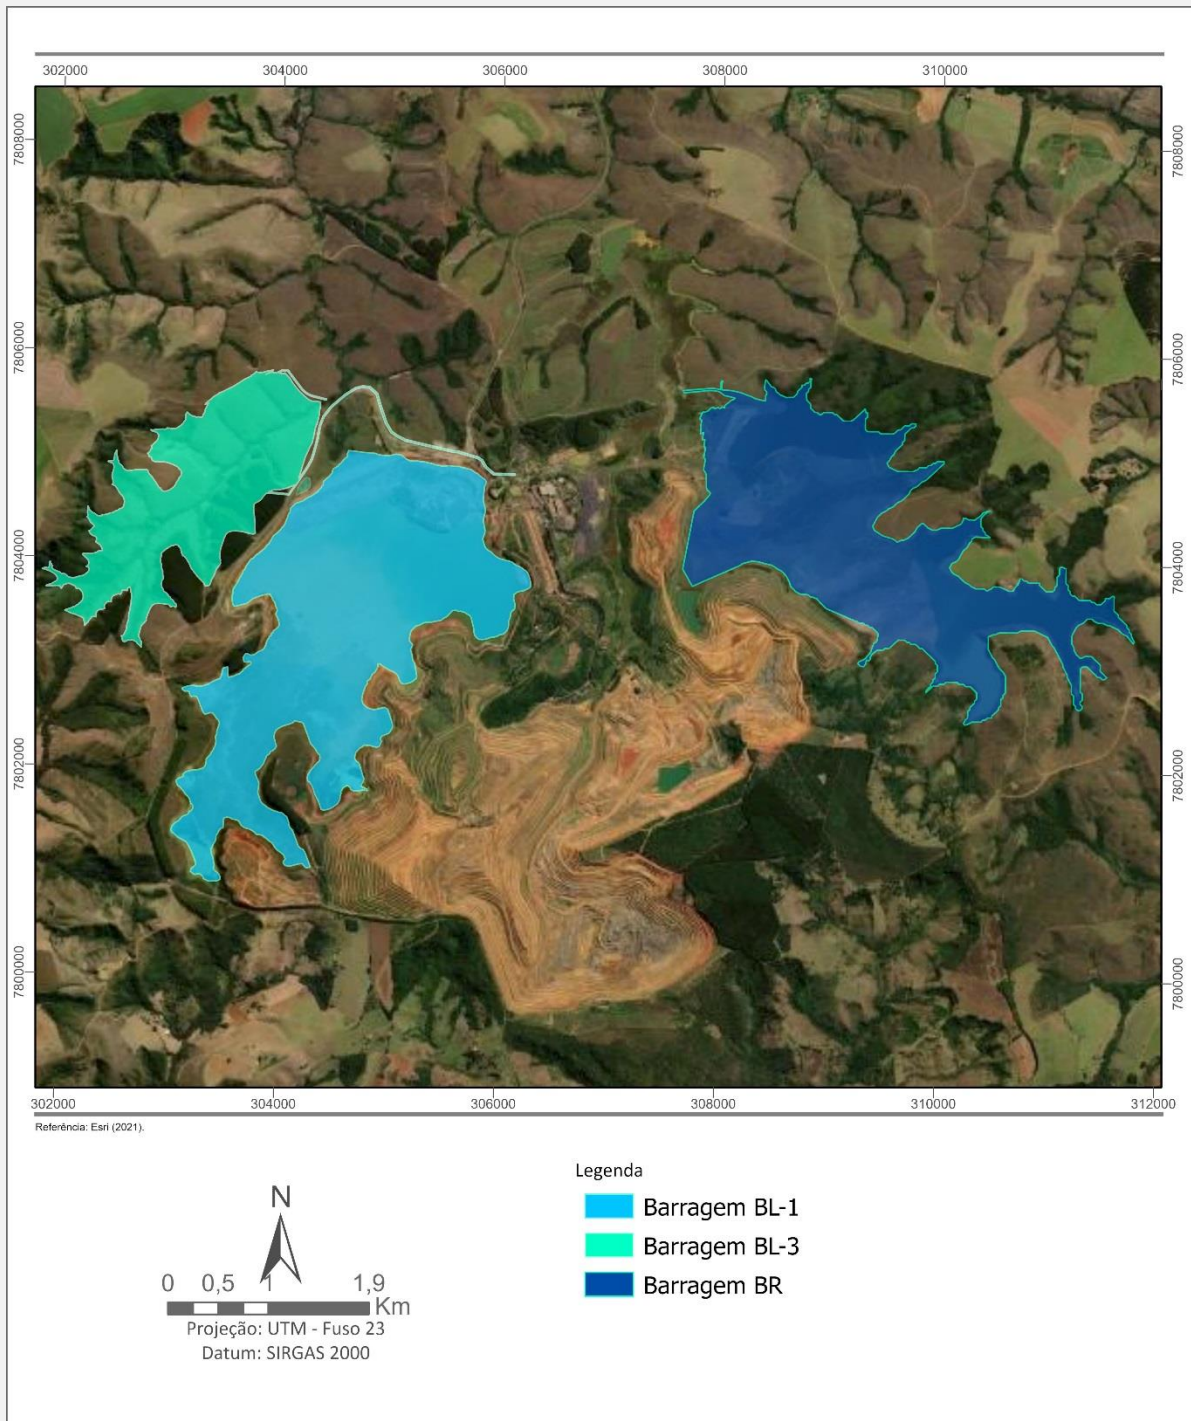 302000 304000 306000 308000 310000
7808000 7808000
7806000 7806000
7804000 7804000
7802000 7802000
7800000 7800000
302000 304000 306000 308000 310000 312000
Referência: Esri (2021).
Legenda
Barragem BL-1
Barragem BL-3
Barragem BR
N
0 0,5 1 1,9
Km
Projeção: UTM - Fuso 23
Datum: SIRGAS 2000